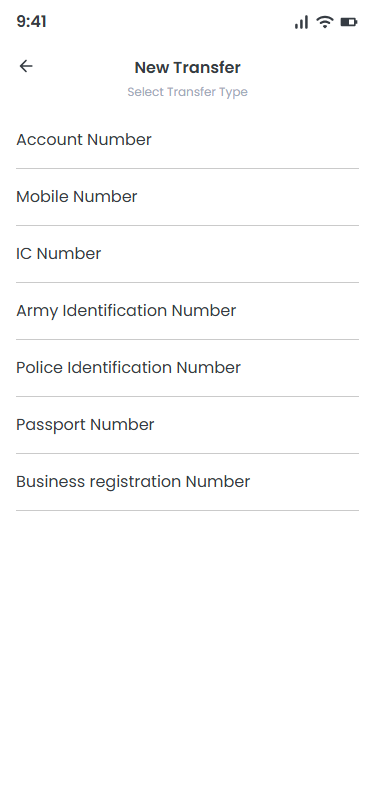 9:41
New Transfer
Select Transfer Type
Account Number
Mobile Number
IC Number
Army Identification Number
Police Identification Number
Passport Number
Business registration Number